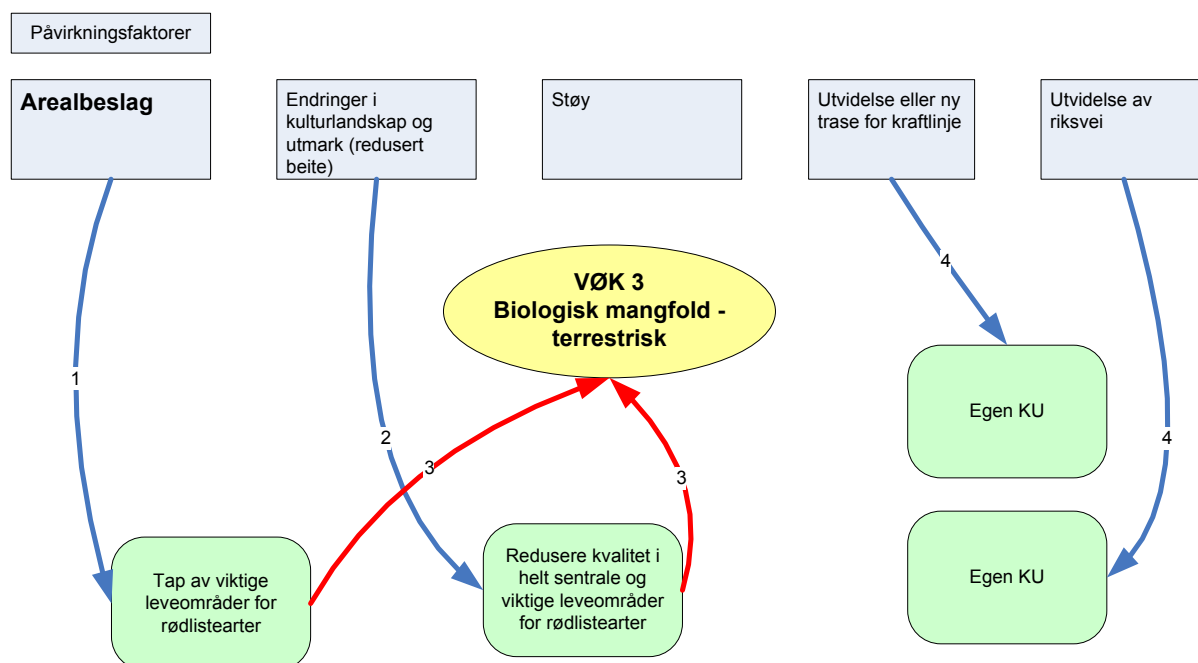 Påvirkningsfaktorer
Arealbeslag
Endringer i
kulturlandskap og
utmark (redusert
beite)
Støy
Utvidelse eller ny
trase for kraftlinje
Utvidelse av
riksvei
VØK 3
Biologisk mangfold -
terrestrisk
4
1
2
3
3
4
Egen KU
Tap av viktige
leveområder for
rødlistearter
Redusere kvalitet i
helt sentrale og
viktige leveområder
for rødlistearter
Egen KU